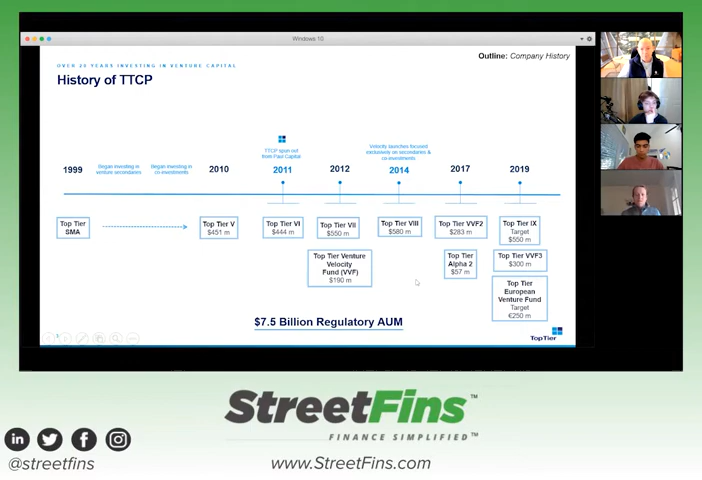 Windows 10
Outline: Company History
OVER 20 YEARS INVESTING IN VENTURE CAPITAL
History of TTCP
TTCP spun out
from Paul Capital
Velocity launches focused
exclusively on secondaries &
co-investments
1999
Began investing in
venture secondaries
Began investing in
co-investments
2010
2011
2012
2014
2017
2019
Top Tier
SMA
Top Tier V
$451 m
Top Tier VI
$444 m
Top Tier VII
$550 m
Top Tier VIII
$580 m
Top Tier VVF2
$283 m
Top Tier IX
Target
$550 m
Top Tier Venture
Velocity
Fund (VVF)
$190 m
Top Tier
Alpha 2
$57 m
Top Tier VVF3
$300 m
Top Tier
European
Venture Fund
Target
€250 m
$7.5 Billion Regulatory AUM
TopTier
StreetFins™
FINANCE SIMPLIFIED™
@streetfins
www.StreetFins.com